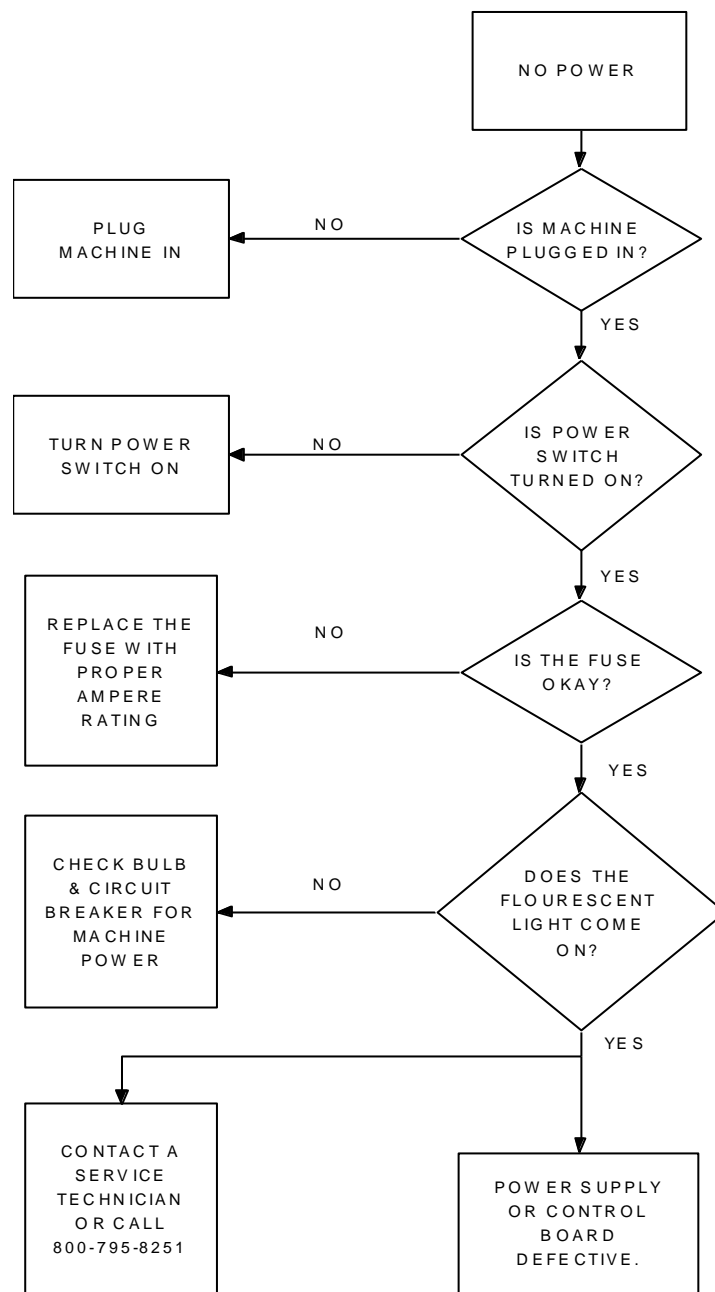 NO POWER
IS MACHINE
PLUGGED IN?
NO
PLUG
MACHINE IN
YES
IS POWER
SWITCH
TURNED ON?
NO
TURN POWER
SWITCH ON
YES
IS THE FUSE
OKAY?
NO
REPLACE THE
FUSE WITH
PROPER
AMPERE
RATING
YES
DOES THE
FLOURESCENT
LIGHT COME
ON?
NO
CHECK BULB
& CIRCUIT
BREAKER FOR
MACHINE
POWER
YES
CONTACT A
SERVICE
TECHNICIAN
OR CALL
800-795-8251
POWER SUPPLY
OR CONTROL
BOARD
DEFECTIVE.